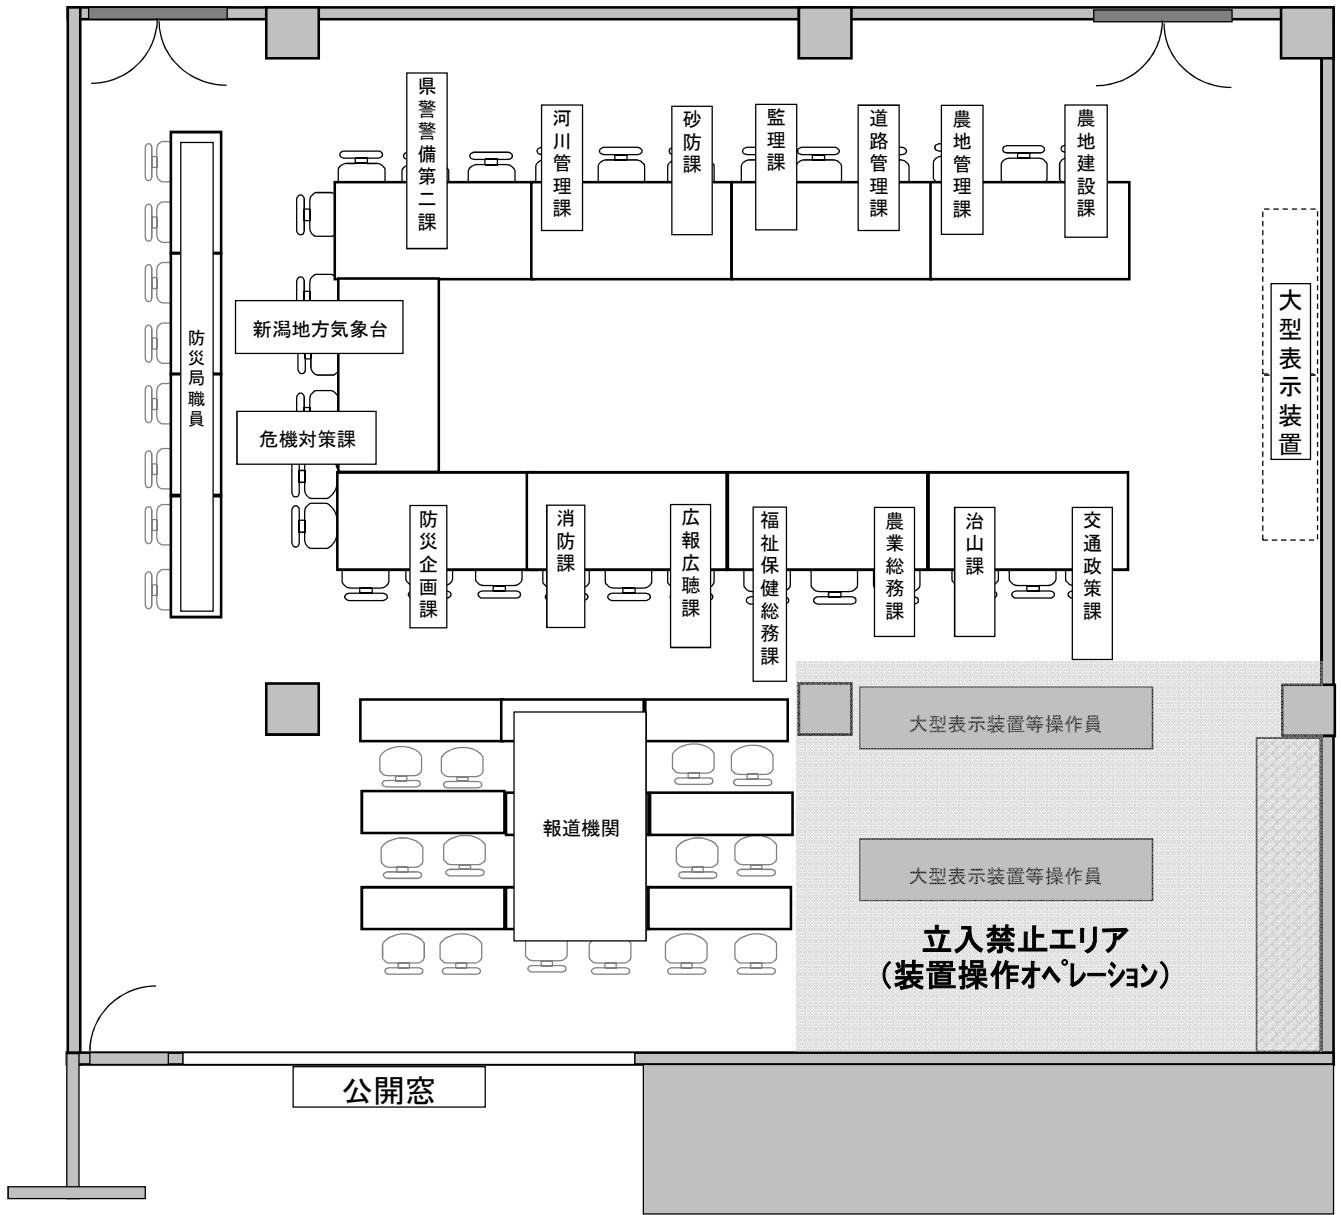 県警警備第二課
河川管理課
砂防課
監理課
道路管理課
農地管理課
農地建設課
大型表示装置
新潟地方気象台
防災局職員
危機対策課
防災企画課
消防課
広報広聴課
福祉保健総務課
農業総務課
治山課
交通政策課
大型表示装置等操作員
報道機関
大型表示装置等操作員
立入禁止エリア
（装置操作ｵﾍﾟﾚｰｼｮﾝ）
公開窓